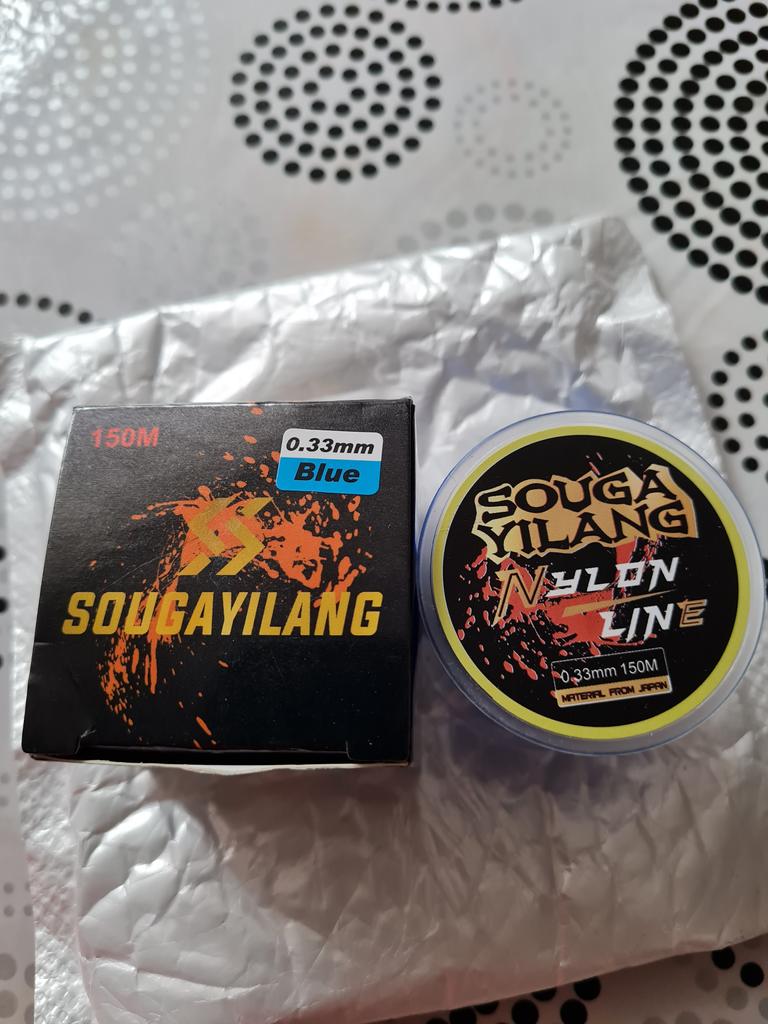 150M
0.33mm
Blue
SOUGAYILANG
SOUGA
YILANG
NYLON
LINE
0.33mm 150M
MATERIAL FROM JAPAN